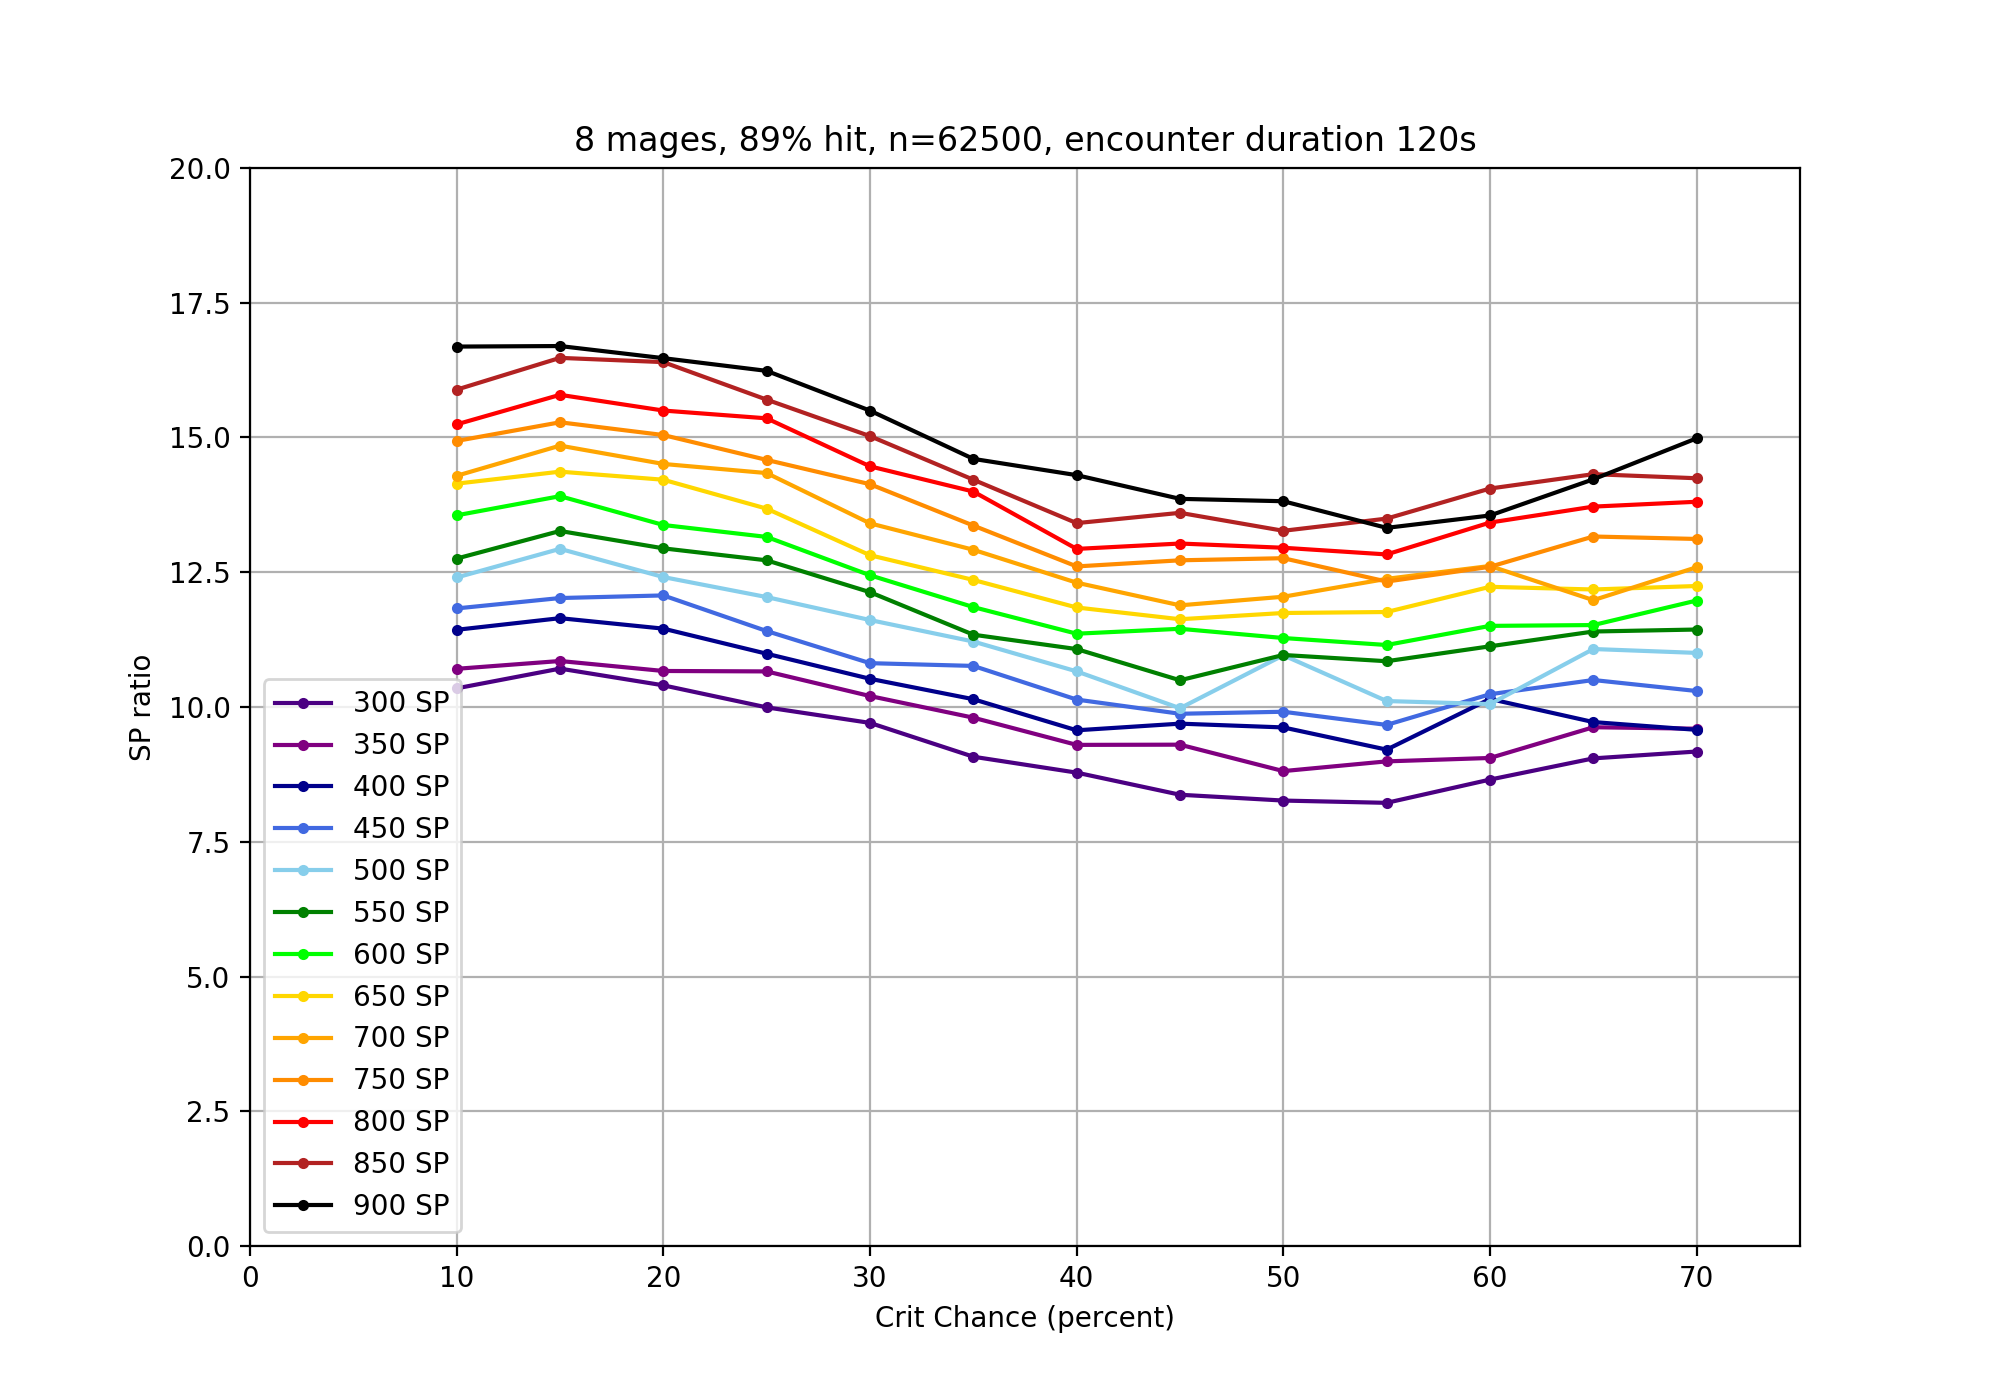 8 mages, 89% hit, n=62500, encounter duration 120s
20.0
17.5
15.0
12.5
10.0
7.5
5.0
2.5
0.0
SP ratio
300 SP
350 SP
400 SP
450 SP
500 SP
550 SP
600 SP
650 SP
700 SP
750 SP
800 SP
850 SP
900 SP
0 10 20 30 40 50 60 70
Crit Chance (percent)